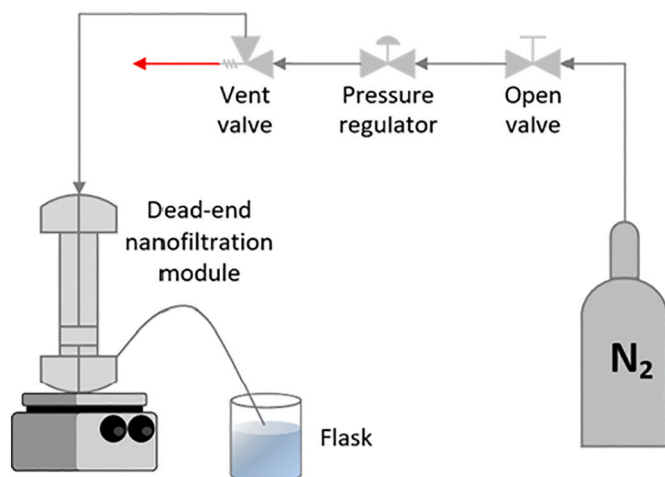 Vent
valve
Pressure
regulator
Open
valve
Dead-end
nanofiltration
module
N₂
Flask